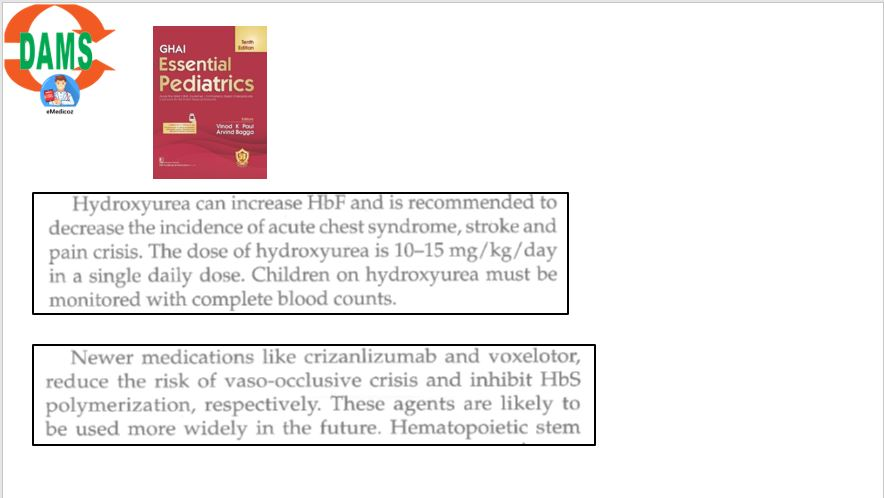 DAMS
eMedicoz
Tenth
Edition
GHAI
Essential
Pediatrics
Editors
Vinod K Paul
Arvind Bagga
Hydroxyurea can increase HbF and is recommended to
decrease the incidence of acute chest syndrome, stroke and
pain crisis. The dose of hydroxyurea is 10–15 mg/kg/day
in a single daily dose. Children on hydroxyurea must be
monitored with complete blood counts.
Newer medications like crizanlizumab and voxelotor,
reduce the risk of vaso-occlusive crisis and inhibit HbS
polymerization, respectively. These agents are likely to
be used more widely in the future. Hematopoietic stem